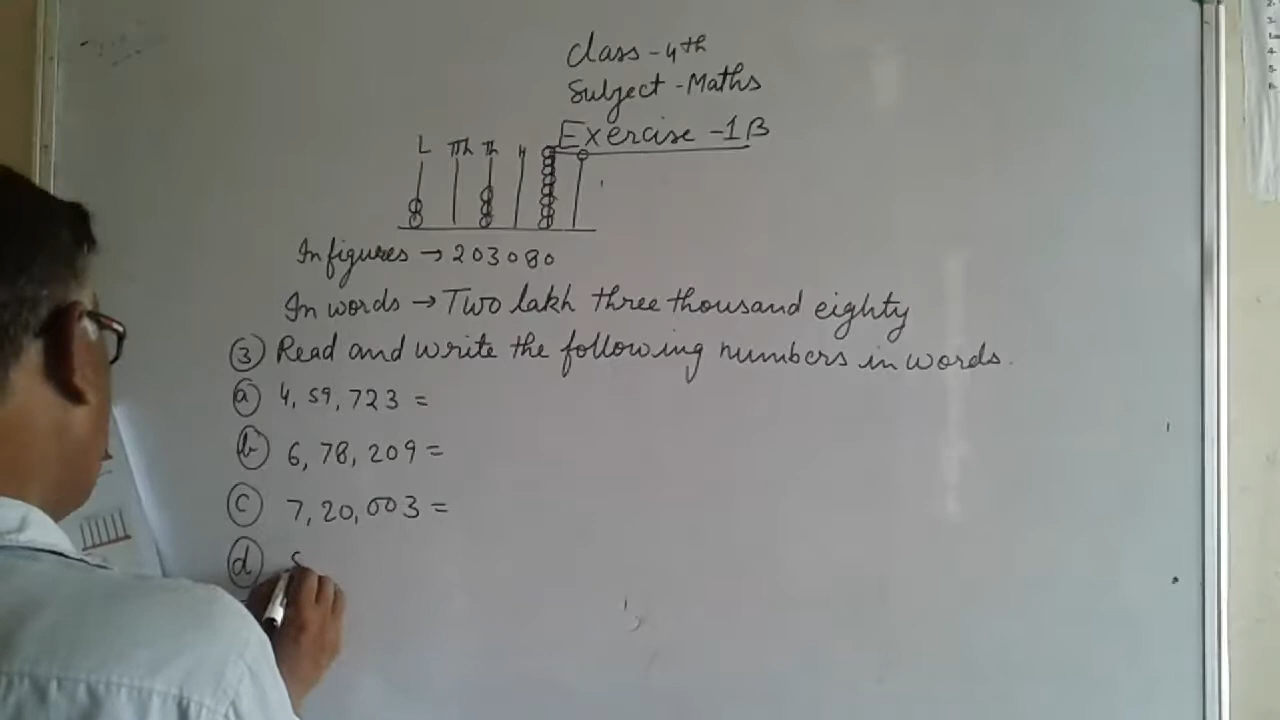 Class - 4th
Subject - Maths
Exercise - 1B
L TTh Th H
In figures → 203080
In words → Two lakh three thousand eighty
③ Read and write the following numbers in words.
ⓐ 4, 59, 723 =
ⓑ 6, 78, 209 =
ⓒ 7, 20, 003 =
ⓓ